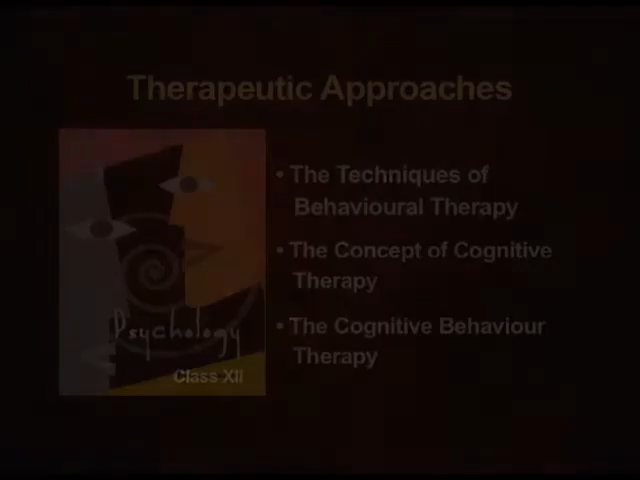 Therapeutic Approaches
• The Techniques of
Behavioural Therapy
• The Concept of Cognitive
Therapy
• The Cognitive Behaviour
Therapy
Psychology
Class XII